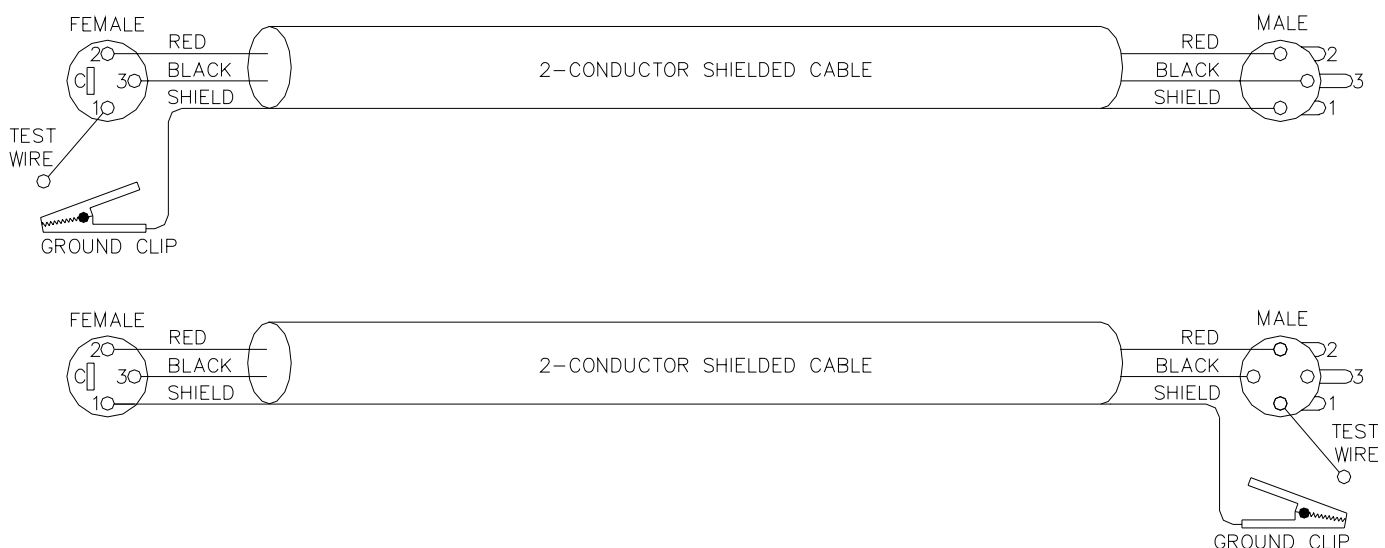 FEMALE
MALE
2
RED
RED
2
C
3
BLACK
2-CONDUCTOR SHIELDED CABLE
BLACK
3
1
SHIELD
SHIELD
1
TEST
WIRE
GROUND CLIP
FEMALE
MALE
2
RED
RED
2
C
3
BLACK
2-CONDUCTOR SHIELDED CABLE
BLACK
3
1
SHIELD
SHIELD
1
TEST
WIRE
GROUND CLIP